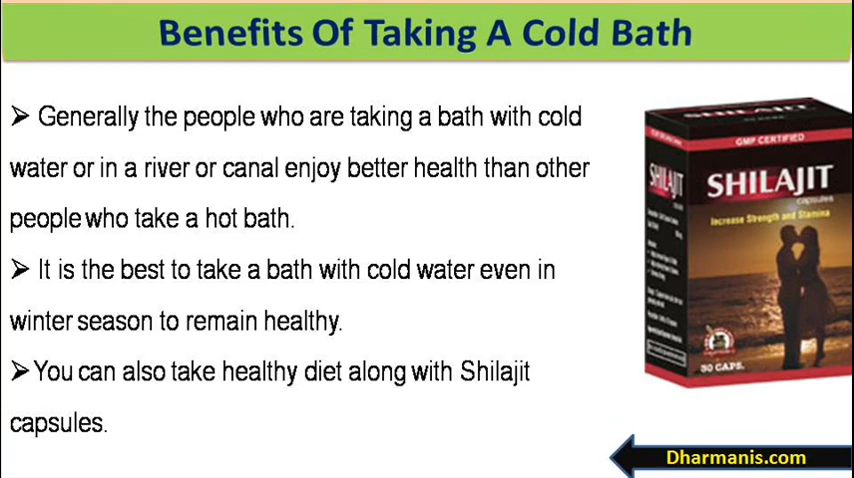 Benefits Of Taking A Cold Bath
➢ Generally the people who are taking a bath with cold
water or in a river or canal enjoy better health than other
people who take a hot bath.
➢ It is the best to take a bath with cold water even in
winter season to remain healthy.
➢ You can also take healthy diet along with Shilajit
capsules.
SHILAJIT
GMP CERTIFIED
SHILAJIT
SHILAJIT
capsules
Increase Strength and Stamina
30 CAPS.
Dharmanis.com